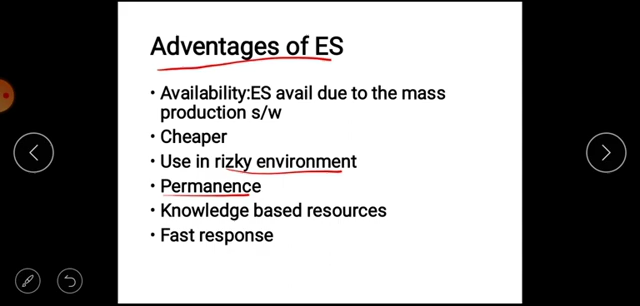 Adventages of ES
• Availability:ES avail due to the mass
production s/w
• Cheaper
• Use in rizky environment
• Permanence
• Knowledge based resources
• Fast response